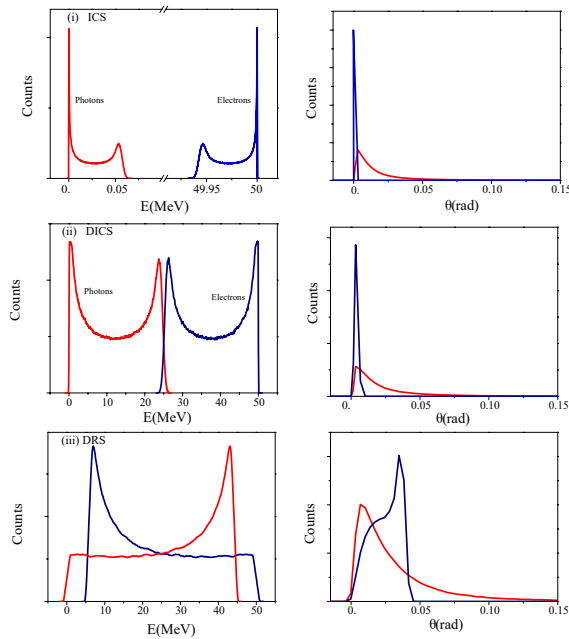 (i) ICS
Counts
Photons
Electrons
0. 0.05 49.95 50
E(MeV)
0. 0.05 0.10 0.15
θ(rad)
(ii) DICS
Counts
Photons
Electrons
0 10 20 30 40 50
E(MeV)
0. 0.05 0.10 0.15
θ(rad)
(iii) DRS
Counts
0 10 20 30 40 50
E(MeV)
Counts
0. 0.05 0.10 0.15
θ(rad)